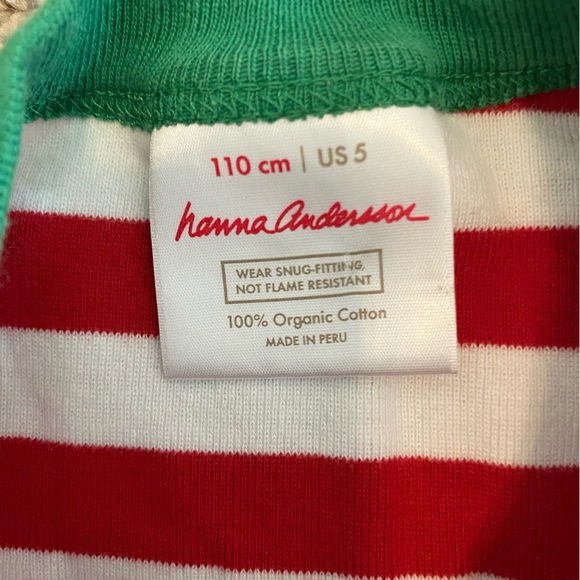 110 cm | US 5
hanna andersson
WEAR SNUG-FITTING,
NOT FLAME RESISTANT
100% Organic Cotton
MADE IN PERU